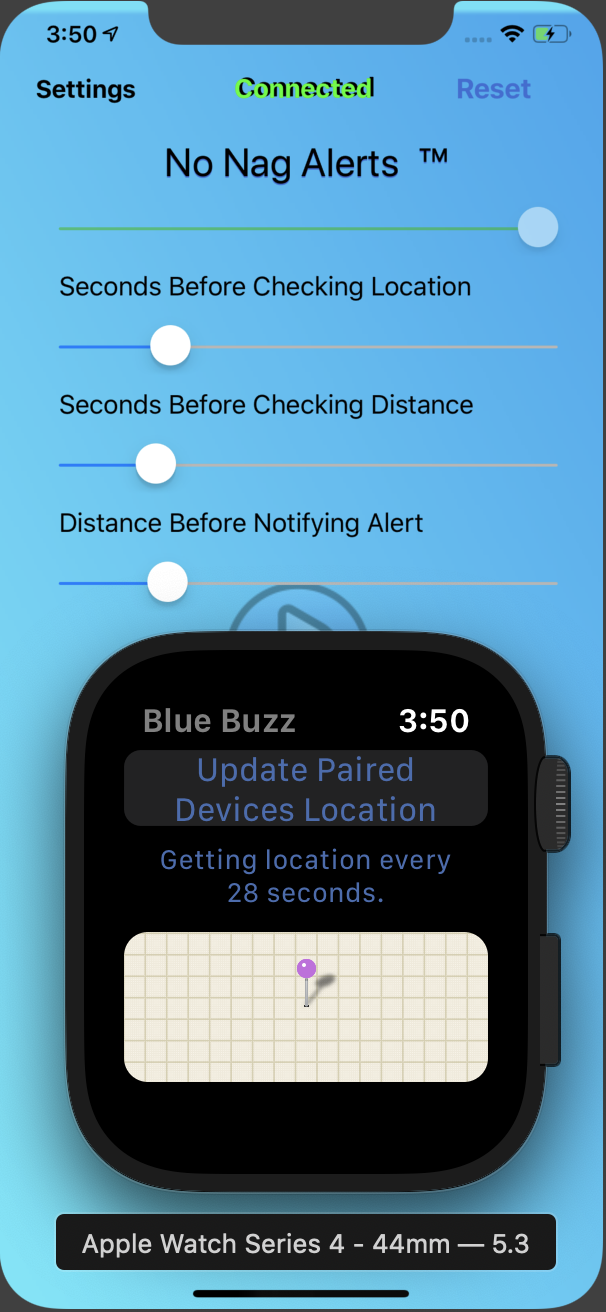 3:50
Settings Connected Reset
No Nag Alerts ™
Seconds Before Checking Location
Seconds Before Checking Distance
Distance Before Notifying Alert
Blue Buzz 3:50
Update Paired
Devices Location
Getting location every
28 seconds.
Apple Watch Series 4 - 44mm — 5.3